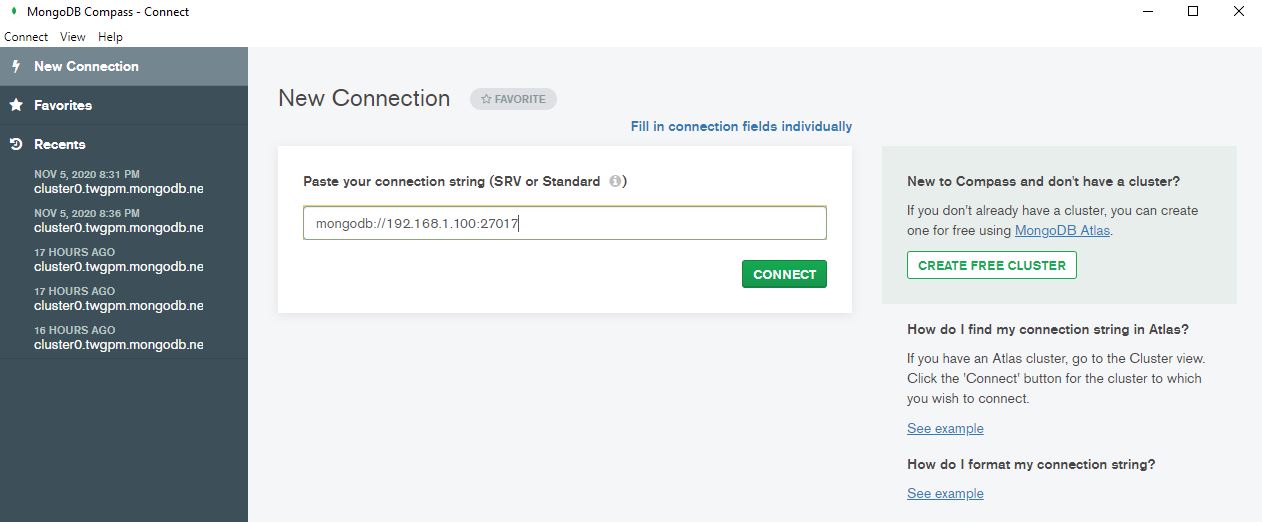 MongoDB Compass - Connect
Connect View Help
New Connection
Favorites
Recents
NOV 5, 2020 8:31 PM
cluster0.twgpm.mongodb.ne
NOV 5, 2020 8:36 PM
cluster0.twgpm.mongodb.ne
17 HOURS AGO
cluster0.twgpm.mongodb.ne
17 HOURS AGO
cluster0.twgpm.mongodb.ne
16 HOURS AGO
cluster0.twgpm.mongodb.ne
New Connection
FAVORITE
Fill in connection fields individually
Paste your connection string (SRV or Standard )
mongodb://192.168.1.100:27017
CONNECT
New to Compass and don't have a cluster?
If you don't already have a cluster, you can create
one for free using MongoDB Atlas.
CREATE FREE CLUSTER
How do I find my connection string in Atlas?
If you have an Atlas cluster, go to the Cluster view.
Click the 'Connect' button for the cluster to which
you wish to connect.
See example
How do I format my connection string?
See example